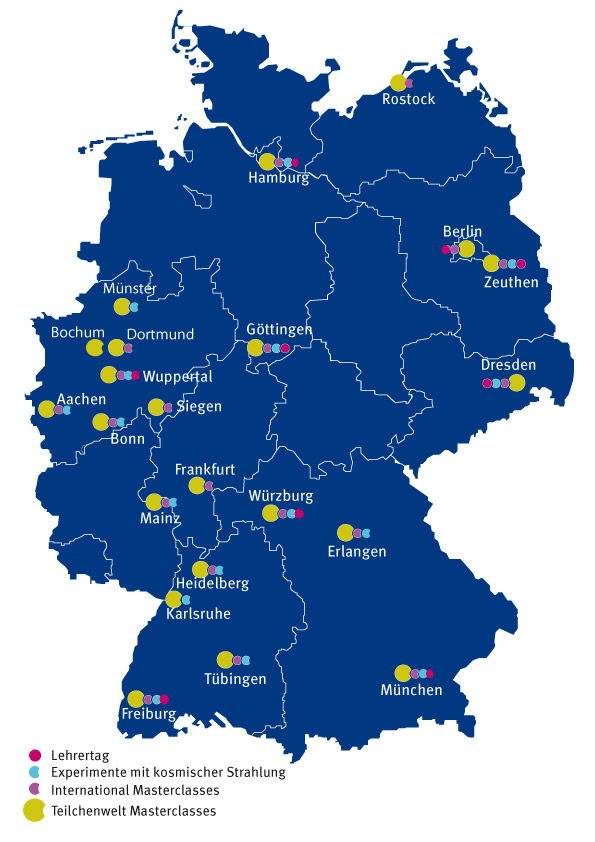 Rostock
Hamburg
Berlin
Zeuthen
Münster
Bochum
Dortmund
Göttingen
Dresden
Wuppertal
Aachen
Siegen
Bonn
Frankfurt
Würzburg
Mainz
Erlangen
Heidelberg
Karlsruhe
Tübingen
München
Freiburg
Lehrertag
Experimente mit kosmischer Strahlung
International Masterclasses
Teilchenwelt Masterclasses